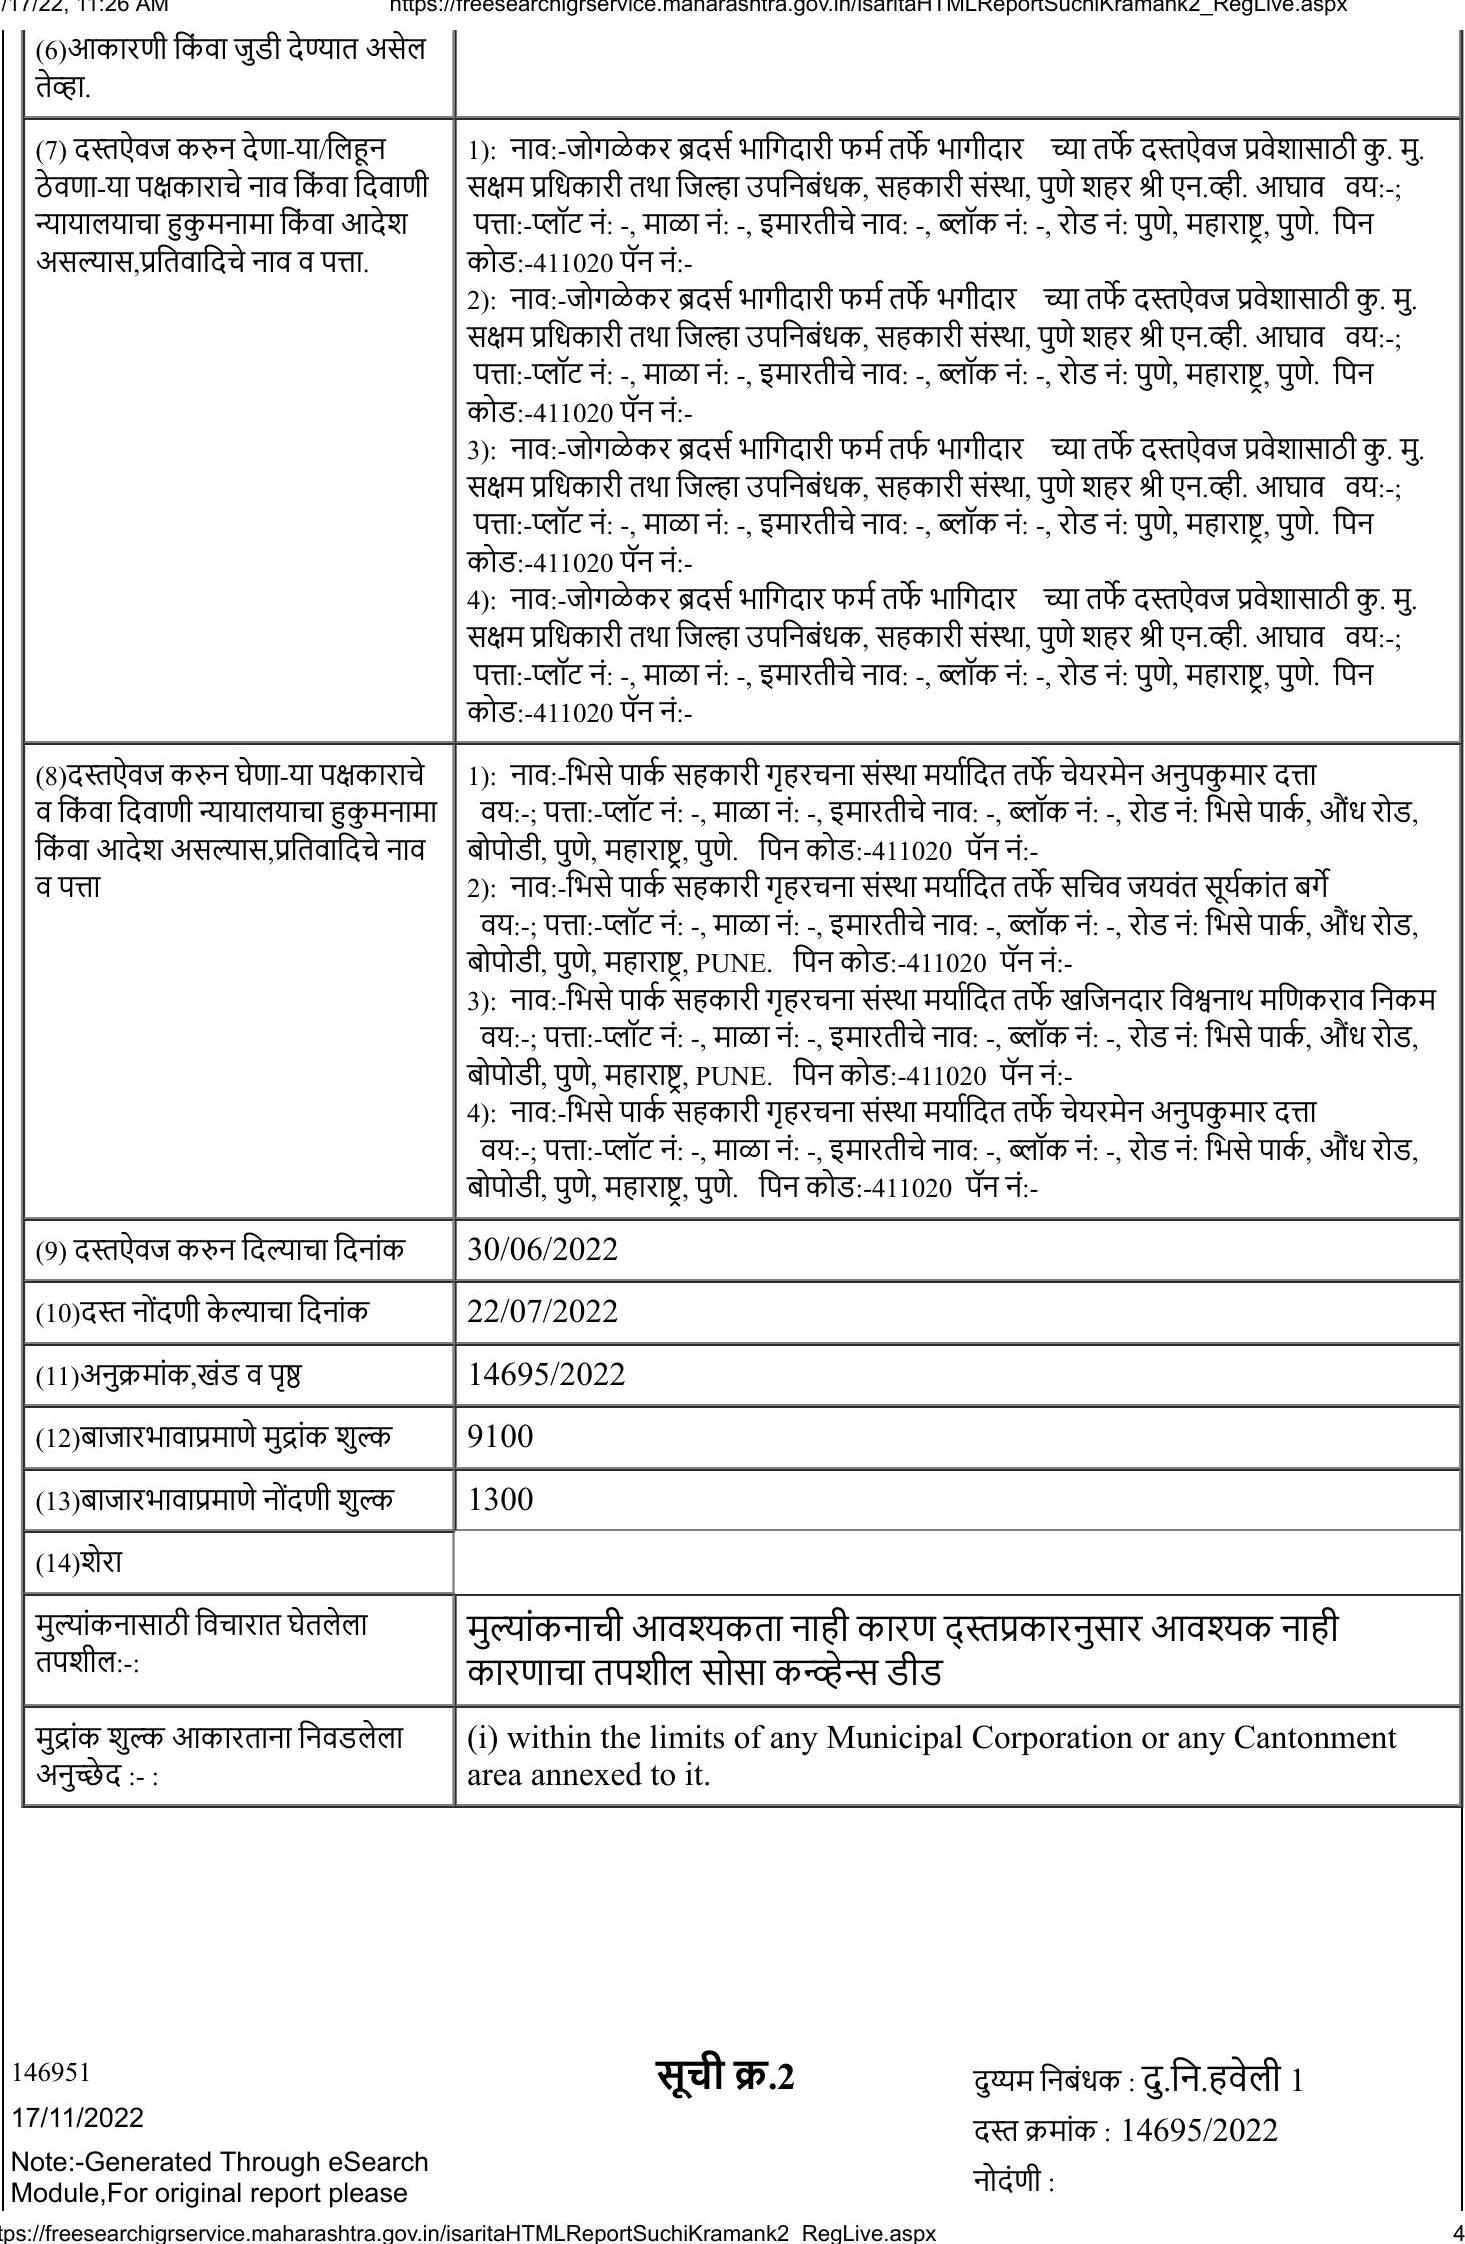 /17/22, 11:26 AM
https://freesearchigrservice.maharashtra.gov.in/isaritaHTMLReportSuchiKramank2_RegLive.aspx
(6)आकारणी किंवा जुडी देण्यात असेल
तेव्हा.
(7) दस्तऐवज करुन देणा-या/लिहून
ठेवणा-या पक्षकाराचे नाव किंवा दिवाणी
न्यायालयाचा हुकुमनामा किंवा आदेश
असल्यास,प्रतिवादिचे नाव व पत्ता.
1): नाव:-जोगळेकर ब्रदर्स भागिदारी फर्म तर्फे भागीदार च्या तर्फे दस्तऐवज प्रवेशासाठी कु. मु.
सक्षम प्रधिकारी तथा जिल्हा उपनिबंधक, सहकारी संस्था, पुणे शहर श्री एन.व्ही. आघाव वय:-;
पत्ता:-प्लॉट नं: -, माळा नं: -, इमारतीचे नाव: -, ब्लॉक नं: -, रोड नं: पुणे, महाराष्ट्र, पुणे. पिन
कोड:-411020 पॅन नं:-
2): नाव:-जोगळेकर ब्रदर्स भागीदारी फर्म तर्फे भगीदार च्या तर्फे दस्तऐवज प्रवेशासाठी कु. मु.
सक्षम प्रधिकारी तथा जिल्हा उपनिबंधक, सहकारी संस्था, पुणे शहर श्री एन.व्ही. आघाव वय:-;
पत्ता:-प्लॉट नं: -, माळा नं: -, इमारतीचे नाव: -, ब्लॉक नं: -, रोड नं: पुणे, महाराष्ट्र, पुणे. पिन
कोड:-411020 पॅन नं:-
3): नाव:-जोगळेकर ब्रदर्स भागिदारी फर्म तर्फ भागीदार च्या तर्फे दस्तऐवज प्रवेशासाठी कु. मु.
सक्षम प्रधिकारी तथा जिल्हा उपनिबंधक, सहकारी संस्था, पुणे शहर श्री एन.व्ही. आघाव वय:-;
पत्ता:-प्लॉट नं: -, माळा नं: -, इमारतीचे नाव: -, ब्लॉक नं: -, रोड नं: पुणे, महाराष्ट्र, पुणे. पिन
कोड:-411020 पॅन नं:-
4): नाव:-जोगळेकर ब्रदर्स भागिदार फर्म तर्फे भागिदार च्या तर्फे दस्तऐवज प्रवेशासाठी कु. मु.
सक्षम प्रधिकारी तथा जिल्हा उपनिबंधक, सहकारी संस्था, पुणे शहर श्री एन.व्ही. आघाव वय:-;
पत्ता:-प्लॉट नं: -, माळा नं: -, इमारतीचे नाव: -, ब्लॉक नं: -, रोड नं: पुणे, महाराष्ट्र, पुणे. पिन
कोड:-411020 पॅन नं:-
(8)दस्तऐवज करुन घेणा-या पक्षकाराचे
व किंवा दिवाणी न्यायालयाचा हुकुमनामा
किंवा आदेश असल्यास,प्रतिवादिचे नाव
व पत्ता
1): नाव:-भिसे पार्क सहकारी गृहरचना संस्था मर्यादित तर्फे चेयरमेन अनुपकुमार दत्ता
वय:-; पत्ता:-प्लॉट नं: -, माळा नं: -, इमारतीचे नाव: -, ब्लॉक नं: -, रोड नं: भिसे पार्क, औंध रोड,
बोपोडी, पुणे, महाराष्ट्र, पुणे. पिन कोड:-411020 पॅन नं:-
2): नाव:-भिसे पार्क सहकारी गृहरचना संस्था मर्यादित तर्फे सचिव जयवंत सूर्यकांत बर्गे
वय:-; पत्ता:-प्लॉट नं: -, माळा नं: -, इमारतीचे नाव: -, ब्लॉक नं: -, रोड नं: भिसे पार्क, औंध रोड,
बोपोडी, पुणे, महाराष्ट्र, PUNE. पिन कोड:-411020 पॅन नं:-
3): नाव:-भिसे पार्क सहकारी गृहरचना संस्था मर्यादित तर्फे खजिनदार विश्वनाथ मणिकराव निकम
वय:-; पत्ता:-प्लॉट नं: -, माळा नं: -, इमारतीचे नाव: -, ब्लॉक नं: -, रोड नं: भिसे पार्क, औंध रोड,
बोपोडी, पुणे, महाराष्ट्र, PUNE. पिन कोड:-411020 पॅन नं:-
4): नाव:-भिसे पार्क सहकारी गृहरचना संस्था मर्यादित तर्फे चेयरमेन अनुपकुमार दत्ता
वय:-; पत्ता:-प्लॉट नं: -, माळा नं: -, इमारतीचे नाव: -, ब्लॉक नं: -, रोड नं: भिसे पार्क, औंध रोड,
बोपोडी, पुणे, महाराष्ट्र, पुणे. पिन कोड:-411020 पॅन नं:-
(9) दस्तऐवज करुन दिल्याचा दिनांक
30/06/2022
(10)दस्त नोंदणी केल्याचा दिनांक
22/07/2022
(11)अनुक्रमांक,खंड व पृष्ठ
14695/2022
(12)बाजारभावाप्रमाणे मुद्रांक शुल्क
9100
(13)बाजारभावाप्रमाणे नोंदणी शुल्क
1300
(14)शेरा
मुल्यांकनासाठी विचारात घेतलेला
तपशील:-:
मुल्यांकनाची आवश्यकता नाही कारण द्स्तप्रकारनुसार आवश्यक नाही
कारणाचा तपशील सोसा कन्व्हेन्स डीड
मुद्रांक शुल्क आकारताना निवडलेला
अनुच्छेद :- :
(i) within the limits of any Municipal Corporation or any Cantonment
area annexed to it.
146951
17/11/2022
Note:-Generated Through eSearch
Module,For original report please
सूची क्र.2
दुय्यम निबंधक : दु.नि.हवेली 1
दस्त क्रमांक : 14695/2022
नोदंणी :
tps://freesearchigrservice.maharashtra.gov.in/isaritaHTMLReportSuchiKramank2_RegLive.aspx
4